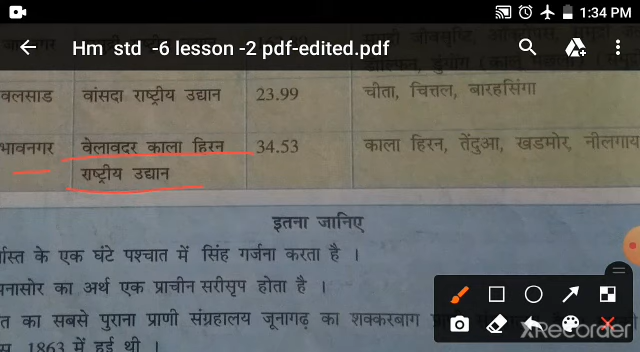 1:34 PM
Hm std -6 lesson -2 pdf-edited.pdf
वलसाड वांसदा राष्ट्रीय उद्यान 23.99 चीता, चित्तल, बारहसिंगा
भावनगर वेलावदर काला हिरन 34.53 काला हिरन, तेंदुआ, खडमोर, नीलगाय
राष्ट्रीय उद्यान
इतना जानिए
के एक घंटे पश्चात में सिंह गर्जना करता है ।
का अर्थ एक प्राचीन सरीसृप होता है ।
का सबसे पुराना प्राणी संग्रहालय जूनागढ़ का शक्करबाग
1863 में हुई थी ।
RECORDER